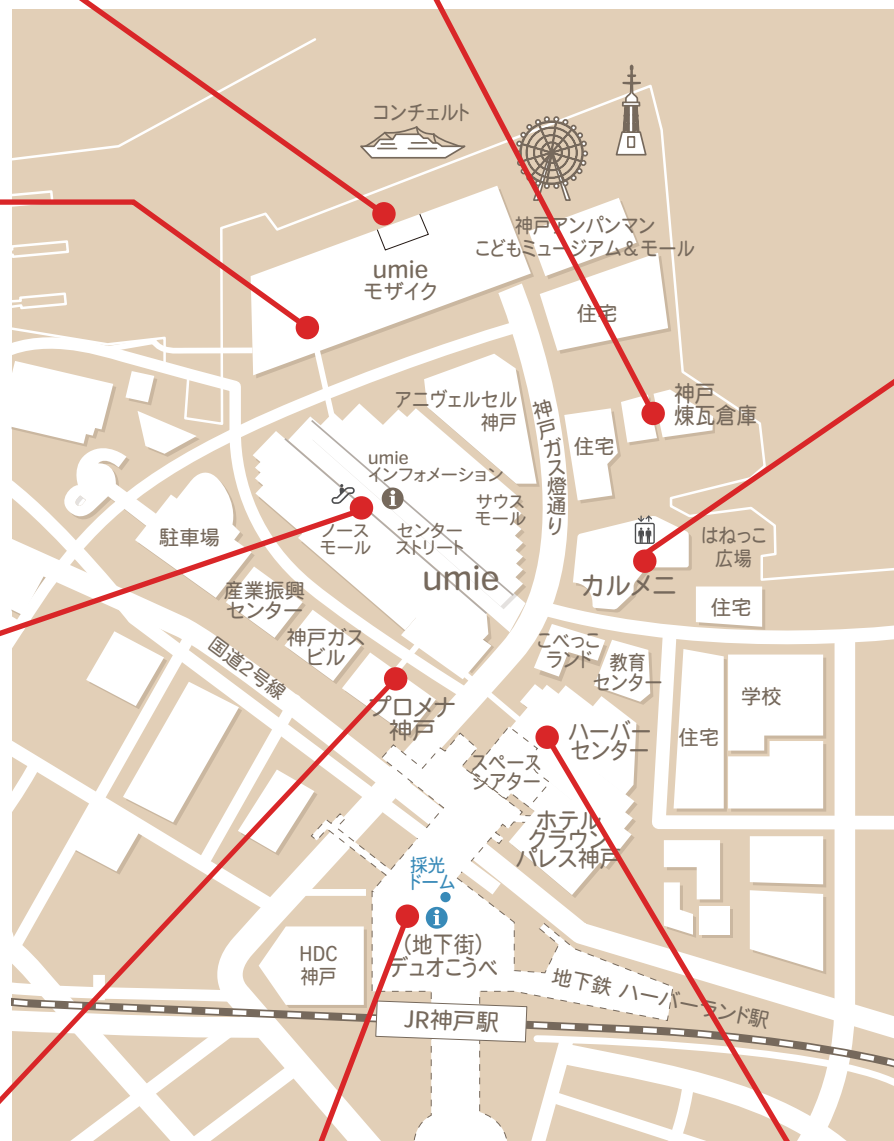 コンチェルト
神戸アンパンマン
こどもミュージアム&モール
umie
モザイク
住宅
アニヴェルセル
神戸
神戸ガス燈通り
神戸
煉瓦倉庫
住宅
umie
インフォメーション
サウス
モール
ノース
モール
センター
ストリート
umie
駐車場
カルメニ
はねっこ
広場
住宅
産業振興
センター
神戸ガス
ビル
国道2号線
プロメナ
神戸
こべっこ
ランド
教育
センター
学校
住宅
ハーバー
センター
スペース
シアター
ホテル
クラウン
パレス神戸
採光
ドーム
(地下街)
デュオこうべ
HDC
神戸
地下鉄 ハーバーランド駅
JR神戸駅